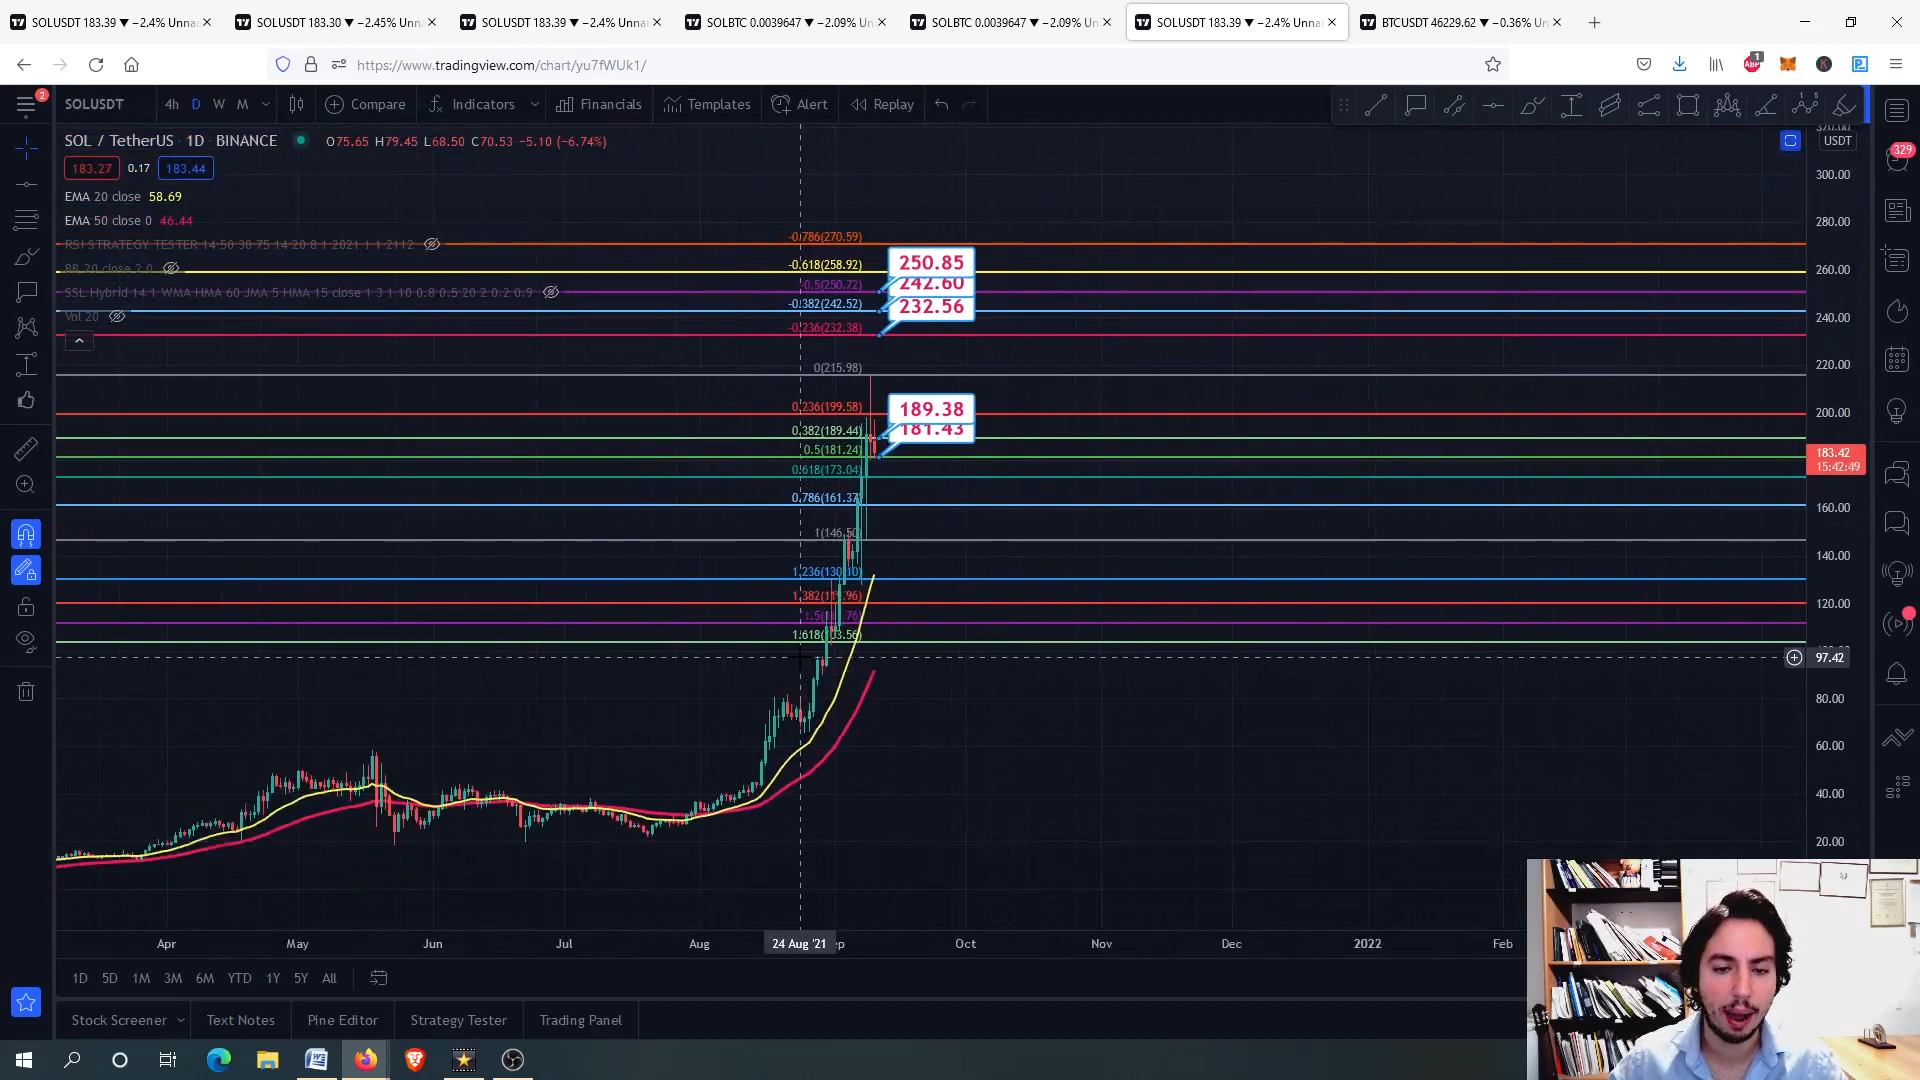 SOLUSDT 183.39 ▼ −2.4% Unna
SOLUSDT 183.30 ▼ −2.45% Unna
SOLUSDT 183.39 ▼ −2.4% Unna
SOLBTC 0.0039647 ▼ −2.09% Un
SOLBTC 0.0039647 ▼ −2.09% Un
SOLUSDT 183.39 ▼ −2.4% Unna
BTCUSDT 46229.62 ▼ −0.36% Un
https://www.tradingview.com/chart/yu7fWUk1/
SOLUSDT 4h D W M Compare Indicators Financials Templates Alert Replay
SOL / TetherUS · 1D · BINANCE O75.65 H79.45 L68.50 C70.53 −5.10 (−6.74%)
183.27 0.17 183.44
EMA 20 close 58.69
EMA 50 close 0 46.44
RSI STRATEGY TESTER 14 50 30 75 14 20 8 1 2021 1 1 2112
BB 20 close 2 0
SSL Hybrid 14 1 WMA HMA 60 JMA 5 HMA 15 close 1 3 1 10 0.8 0.5 20 2 0.2 0.9
Vol 20
-0.786(270.59)
-0.618(258.92)
-0.5(250.72)
-0.382(242.52)
-0.236(232.38)
0(215.98)
0.236(199.58)
0.382(189.44)
0.5(181.24)
0.618(173.04)
0.786(161.37)
1(146.50)
1.236(130.10)
1.618(103.56)
250.85
242.60
232.56
189.38
181.43
USDT
300.00
280.00
260.00
240.00
220.00
200.00
183.42
15:42:49
160.00
140.00
120.00
97.42
80.00
60.00
40.00
20.00
2
1
329
Apr May Jun Jul Aug 24 Aug '21 ep Oct Nov Dec 2022 Feb
1D 5D 1M 3M 6M YTD 1Y 5Y All
Stock Screener Text Notes Pine Editor Strategy Tester Trading Panel